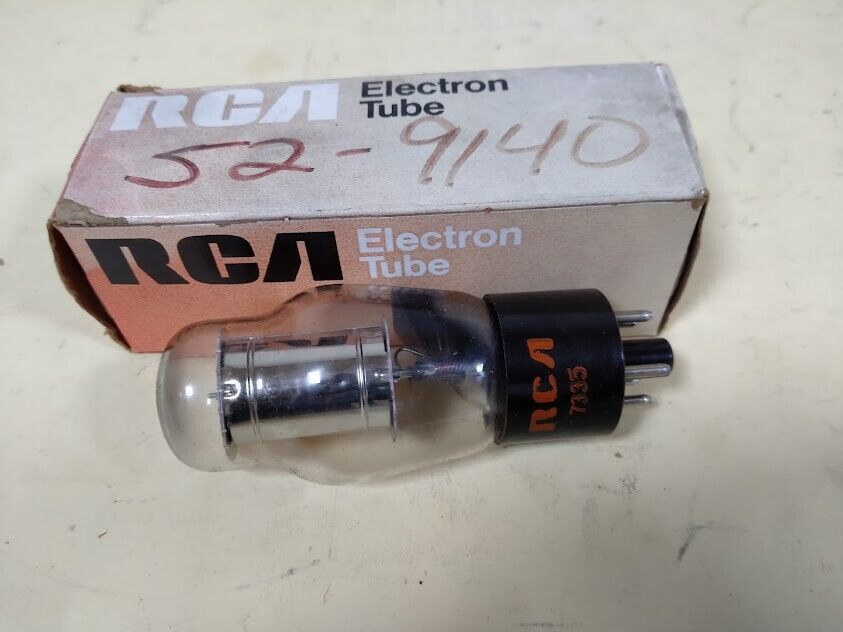 RCA Electron
Tube
52-9140
RCA Electron
Tube
RCA
7335